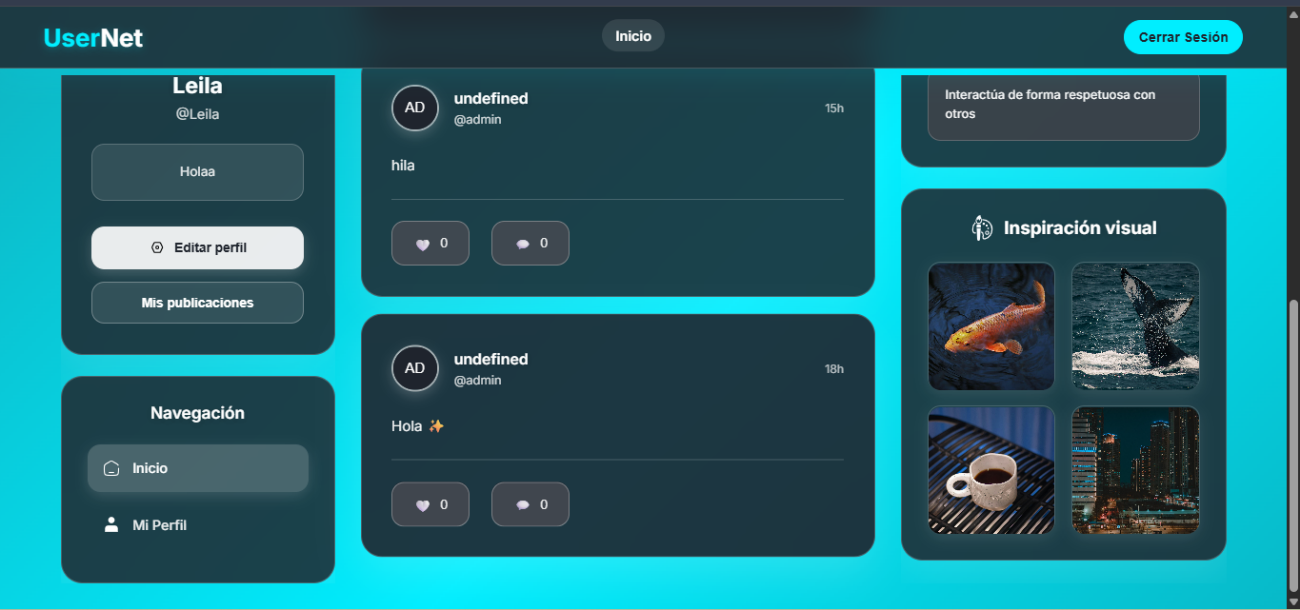 UserNet
Inicio
Cerrar Sesión
Leila
@Leila
Holaa
Editar perfil
Mis publicaciones
Navegación
Inicio
Mi Perfil
AD
undefined
@admin
15h
hila
0
0
AD
undefined
@admin
18h
Hola ✨
0
0
Interactúa de forma respetuosa con
otros
Inspiración visual